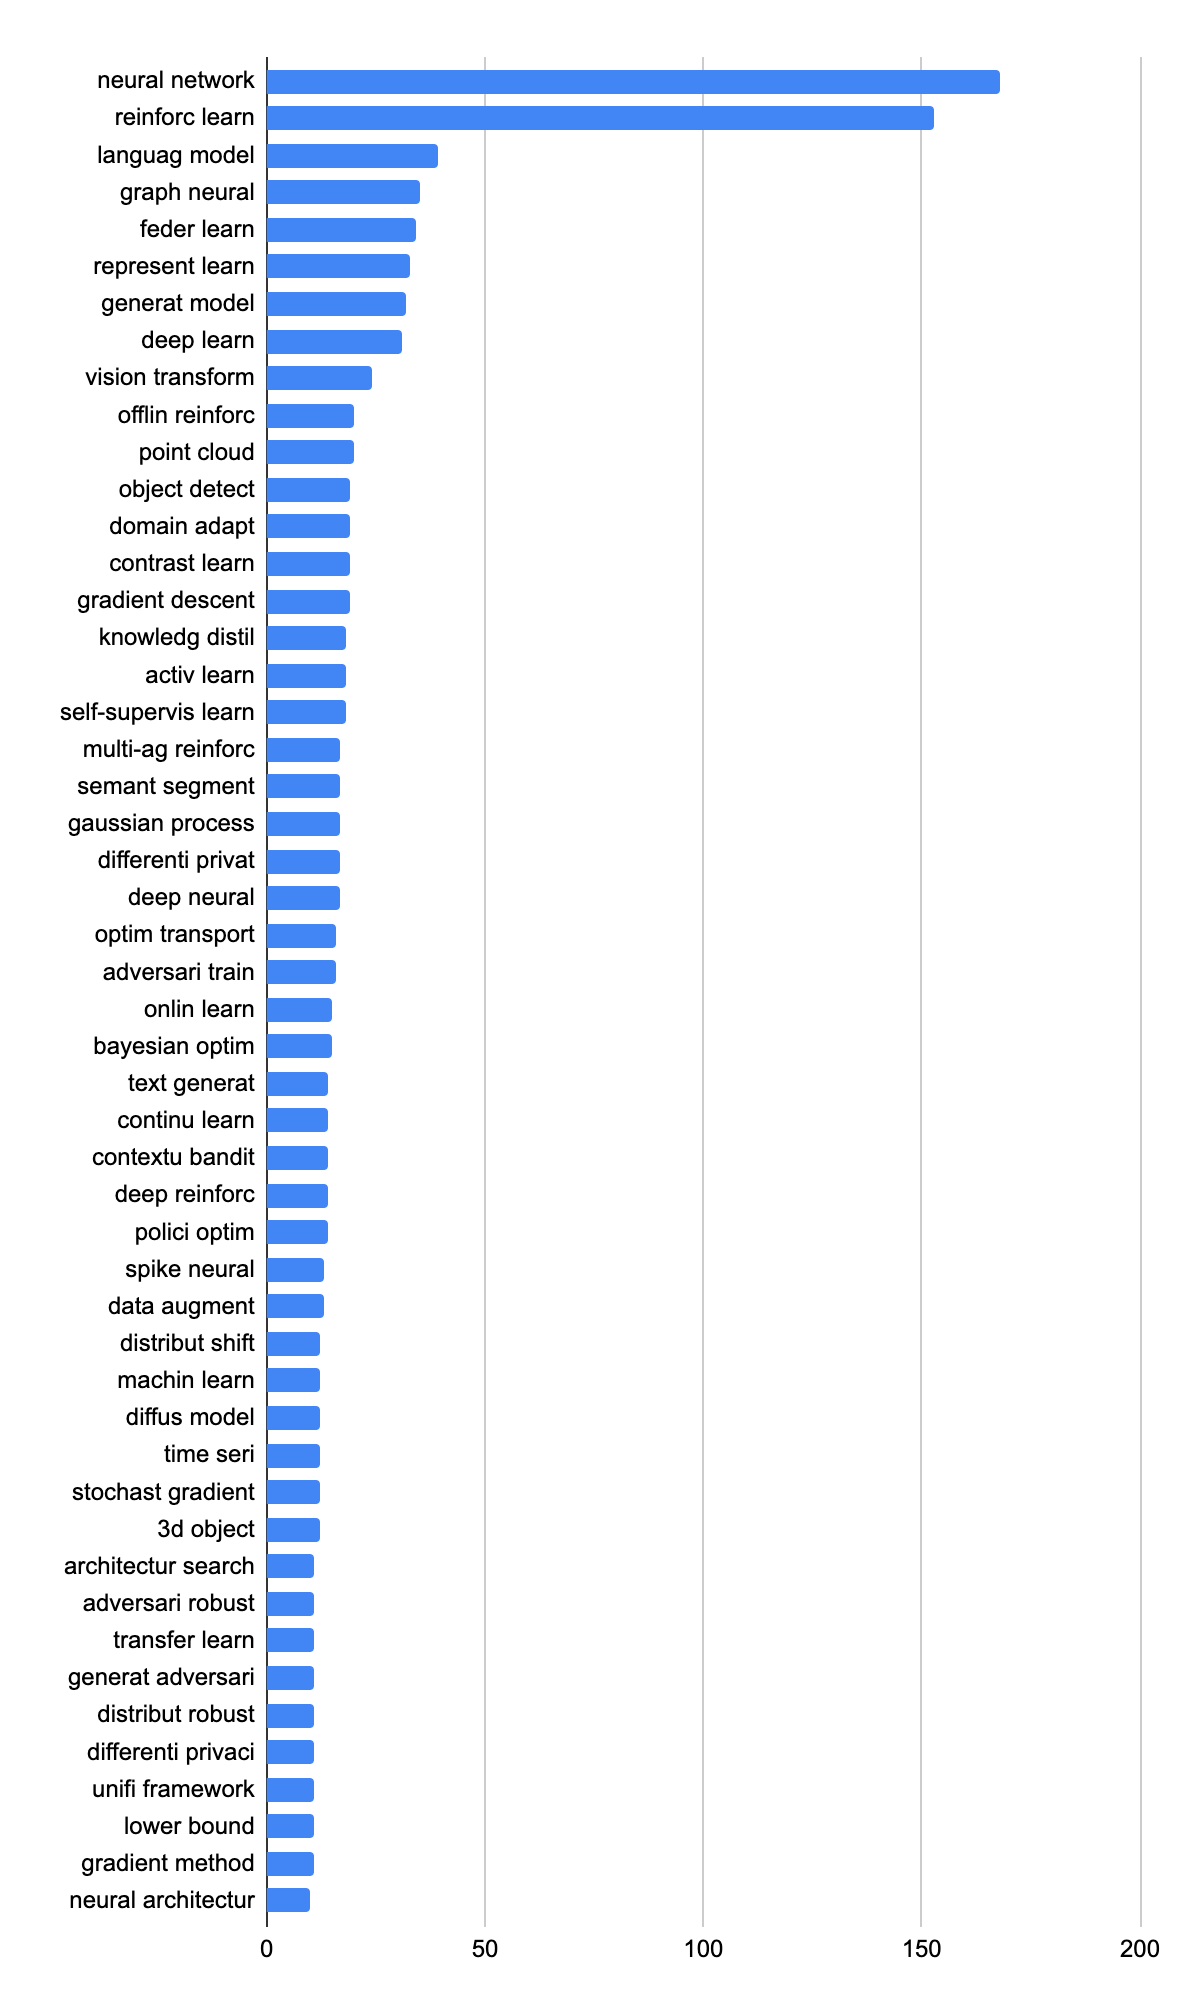 neural network
reinforc learn
languag model
graph neural
feder learn
represent learn
generat model
deep learn
vision transform
offlin reinforc
point cloud
object detect
domain adapt
contrast learn
gradient descent
knowledg distil
activ learn
self-supervis learn
multi-ag reinforc
semant segment
gaussian process
differenti privat
deep neural
optim transport
adversari train
onlin learn
bayesian optim
text generat
continu learn
contextu bandit
deep reinforc
polici optim
spike neural
data augment
distribut shift
machin learn
diffus model
time seri
stochast gradient
3d object
architectur search
adversari robust
transfer learn
generat adversari
distribut robust
differenti privaci
unifi framework
lower bound
gradient method
neural architectur
0 50 100 150 200